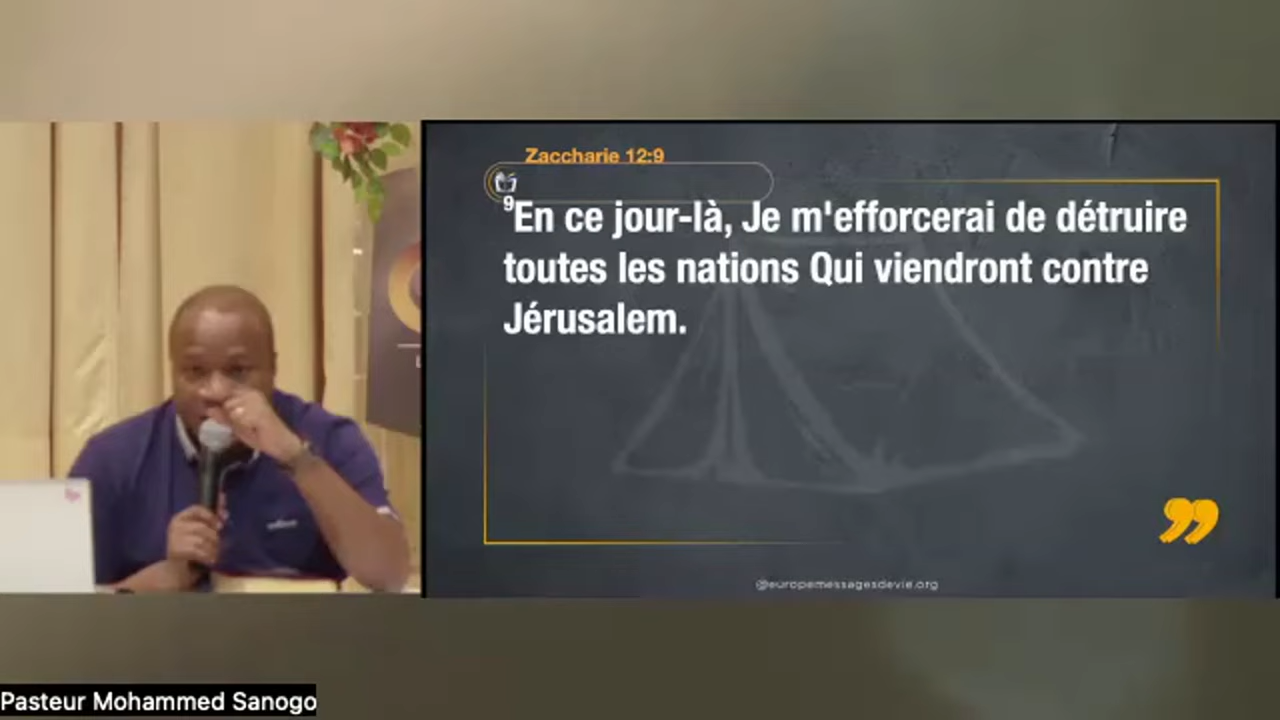 Zaccharie 12:9
⁹En ce jour-là, Je m'efforcerai de détruire
toutes les nations Qui viendront contre
Jérusalem.
@europemessagesdevie.org
Pasteur Mohammed Sanogo